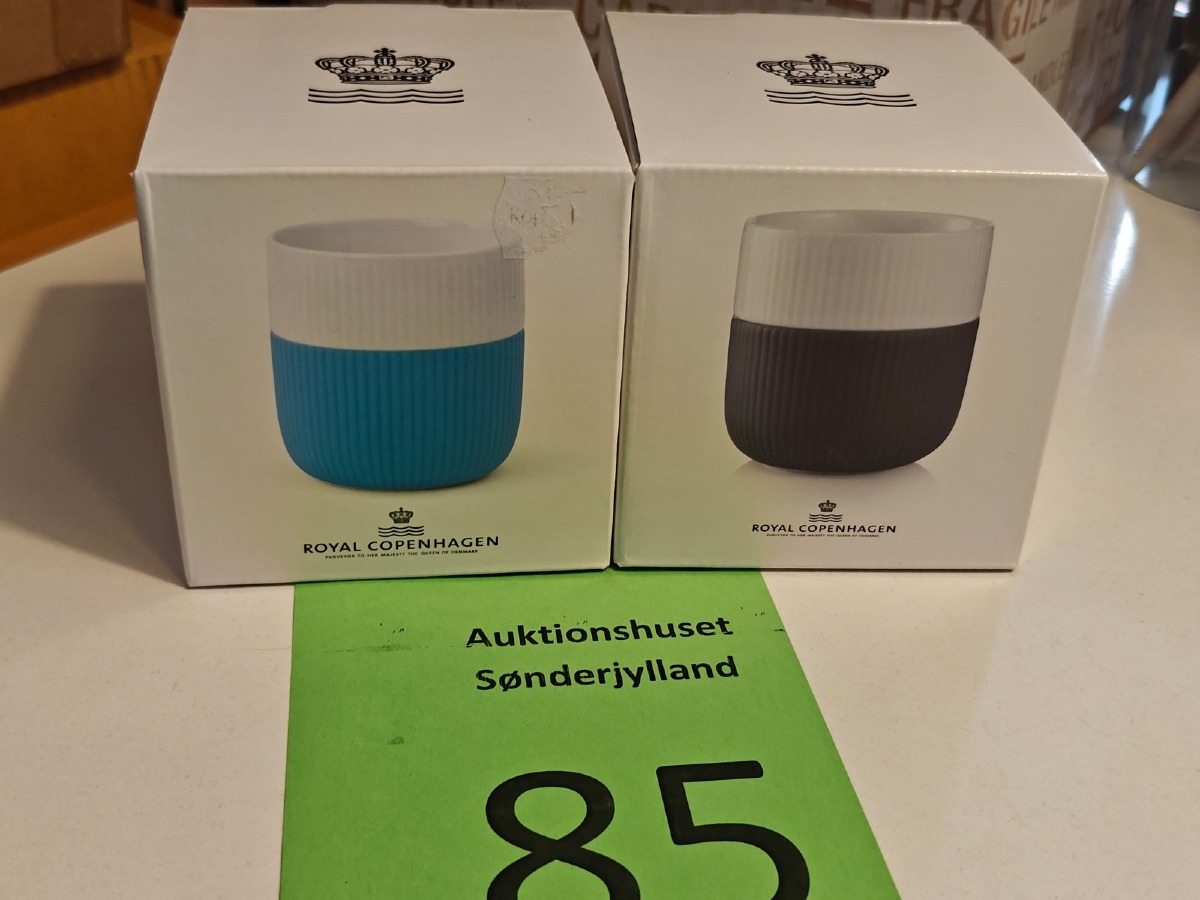 FRAGILE
ROYAL COPENHAGEN
PURVEYOR TO HER MAJESTY THE QUEEN OF DENMARK
ROYAL COPENHAGEN
PURVEYOR TO HER MAJESTY THE QUEEN OF DENMARK
Auktionshuset
Sønderjylland
85